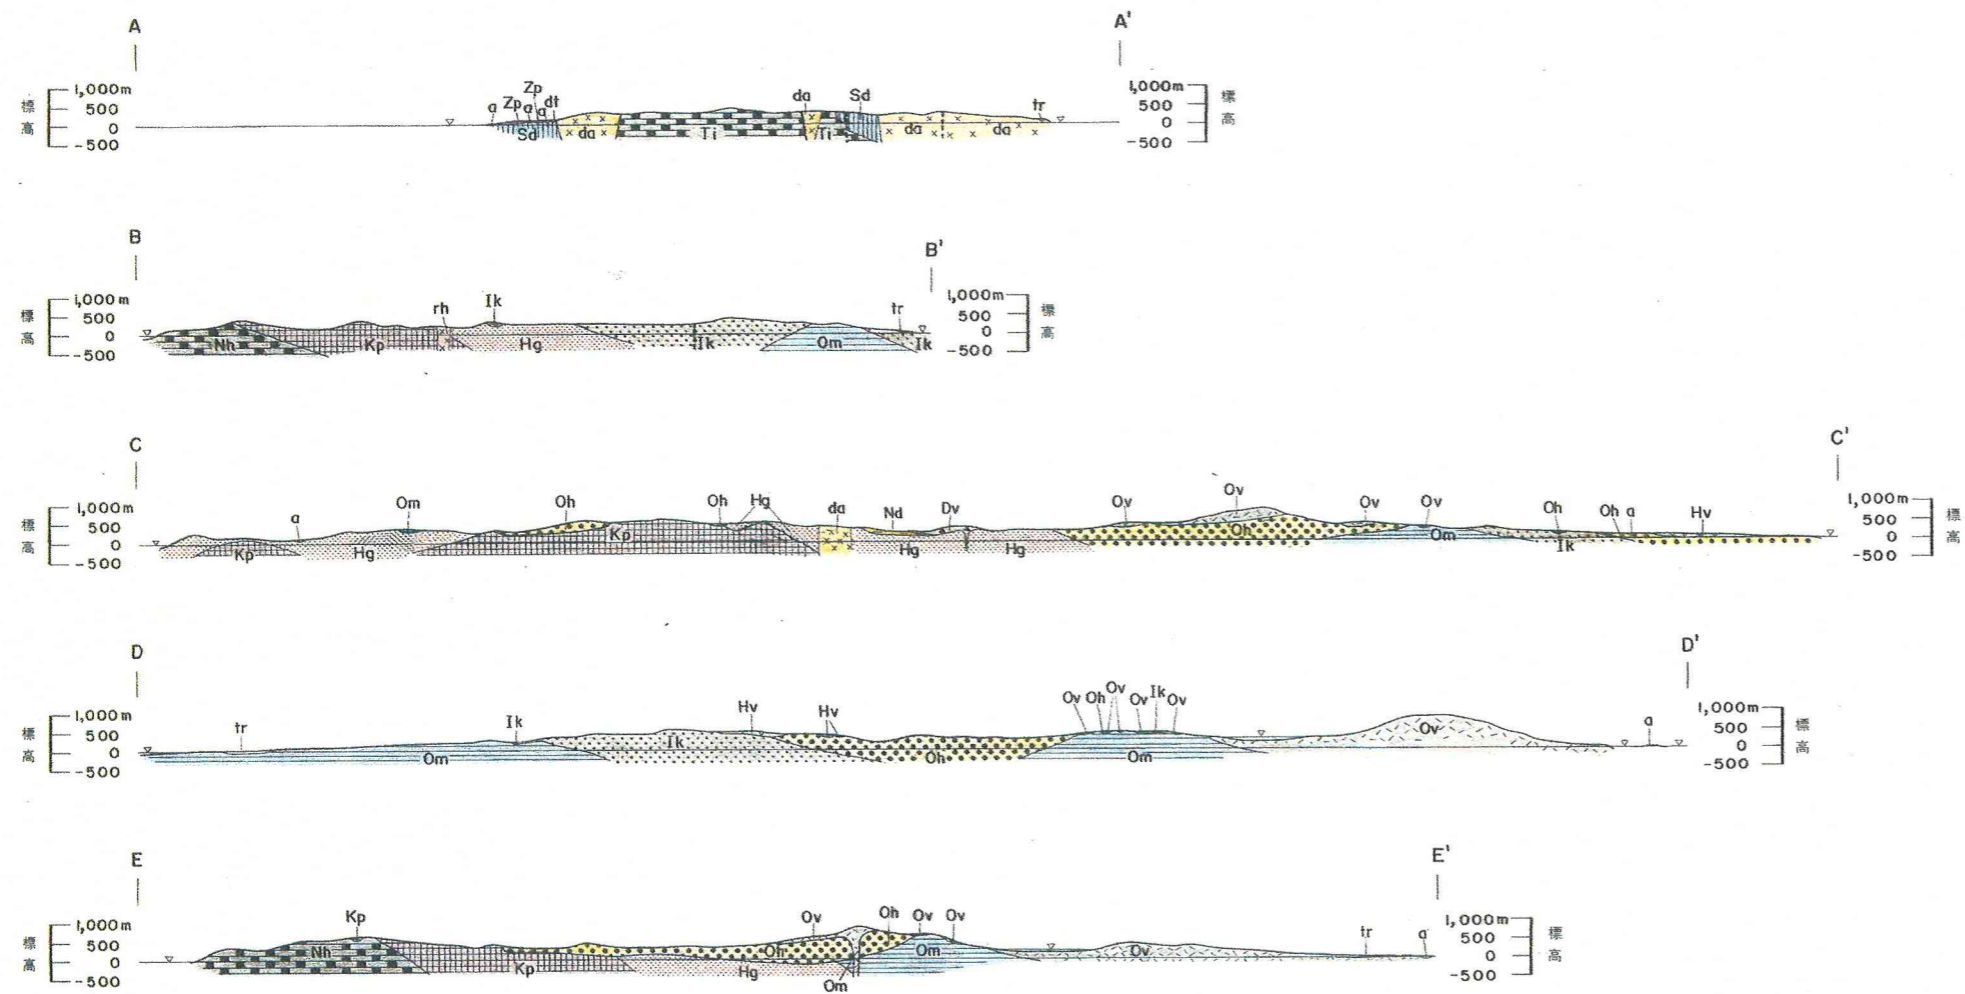 A A'
Zp
a Zp a a dt da Sd tr
1,000m 1,000m
標高 500 500 標高
0 0
-500 Sd da Ti Ti da da -500
B B'
rh Ik tr
1,000m 1,000m
標高 500 500 標高
0 0
-500 Nh Kp Hg Ik Om Ik -500
C C'
a Om Oh Oh Hg da Nd Dv Ov Ov Ov Ov Oh Oh a Hv
1,000m 1,000m
標高 500 500 標高
0 0
-500 Kp Hg Kp Hg Hg Oh Om Ik -500
D D'
tr Ik Hv Hv Ov Oh Ov Ov Ik Ov a
1,000m 1,000m
標高 500 500 標高
0 0
-500 Om Ik Oh Om Ov -500
E E'
Kp Ov Oh Ov Ov tr a
1,000m 1,000m
標高 500 500 標高
0 0
-500 Nh Kp Hg Oh Om Om Ov -500